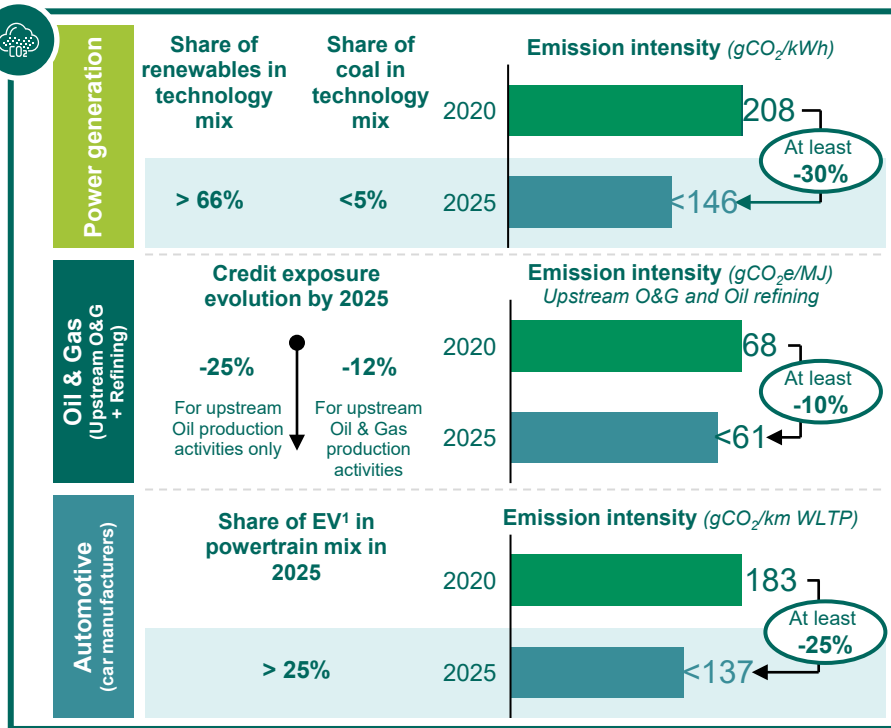 CO2
Power generation
Share of
renewables in
technology
mix
Share of
coal in
technology
mix
> 66%
<5%
Emission intensity (gCO2/kWh)
2020
208
At least
-30%
2025
<146
Oil & Gas
(Upstream O&G
+ Refining)
Credit exposure
evolution by 2025
-25%
For upstream
Oil production
activities only
-12%
For upstream
Oil & Gas
production
activities
Emission intensity (gCO2e/MJ)
Upstream O&G and Oil refining
2020
68
At least
-10%
2025
<61
Automotive
(car manufacturers)
Share of EV¹ in
powertrain mix in
2025
> 25%
Emission intensity (gCO2/km WLTP)
2020
183
At least
-25%
2025
<137